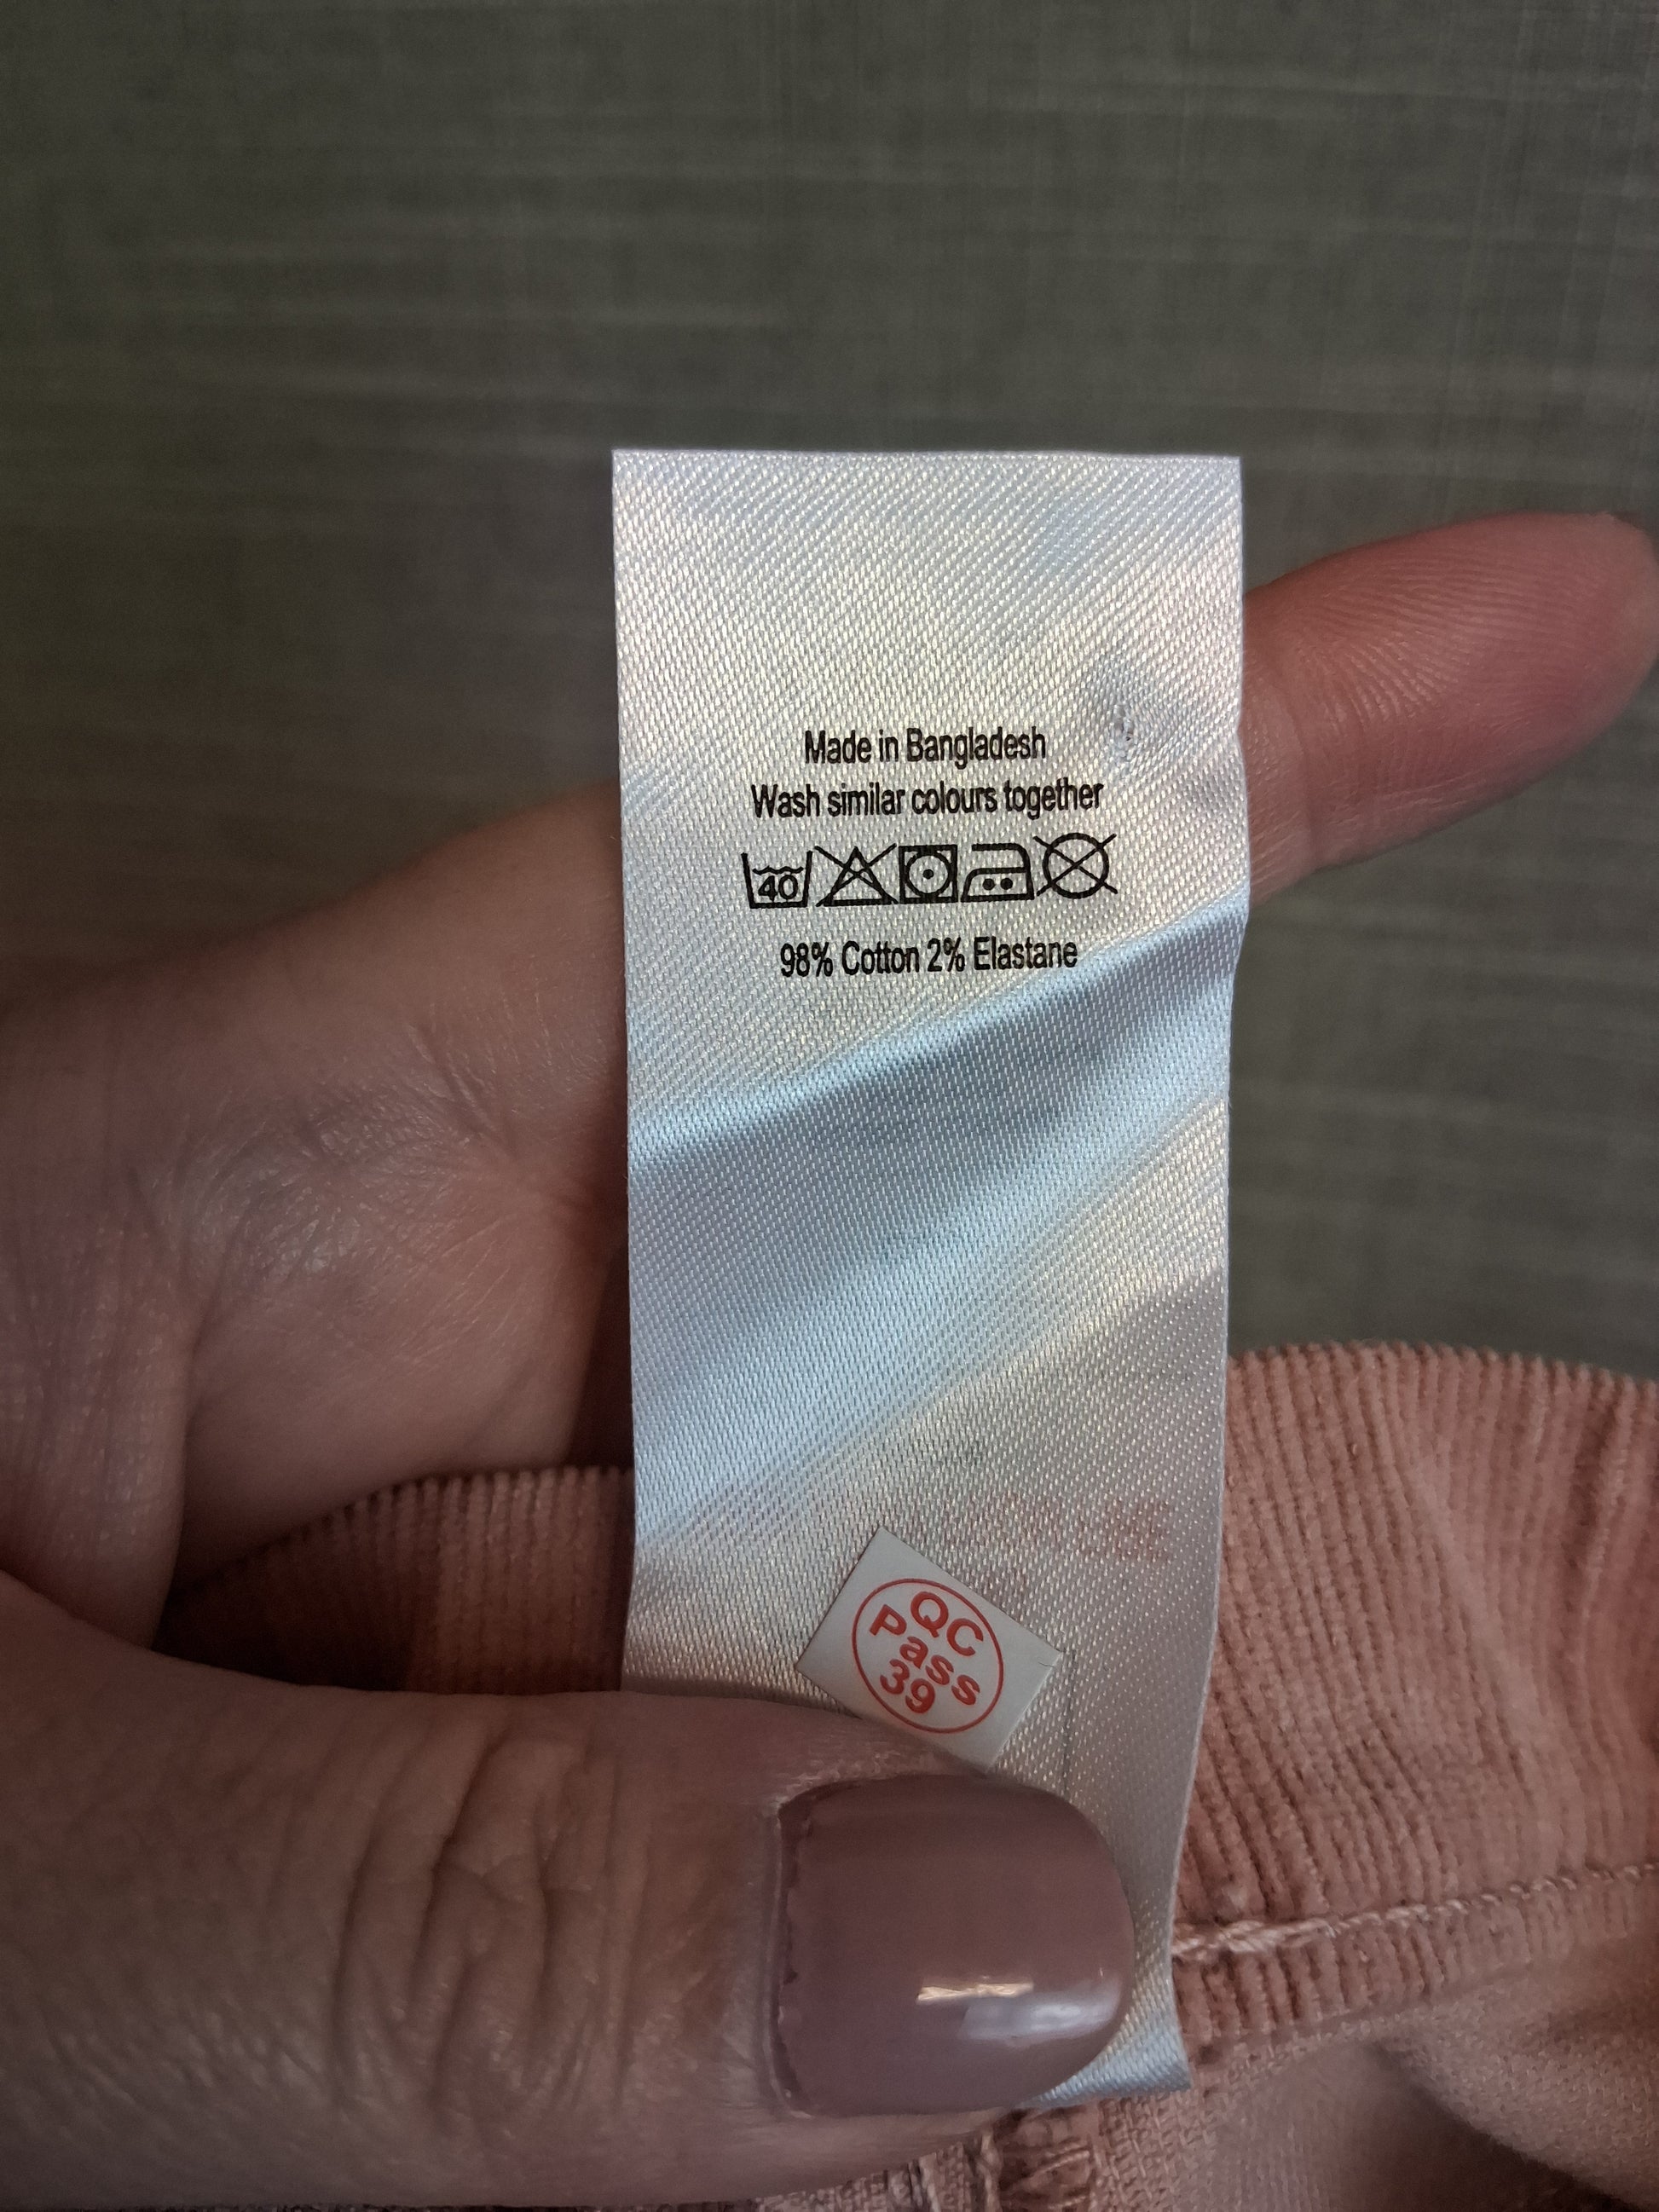 Made in Bangladesh
Wash similar colours together
40
98% Cotton 2% Elastane
QC
Pass
39